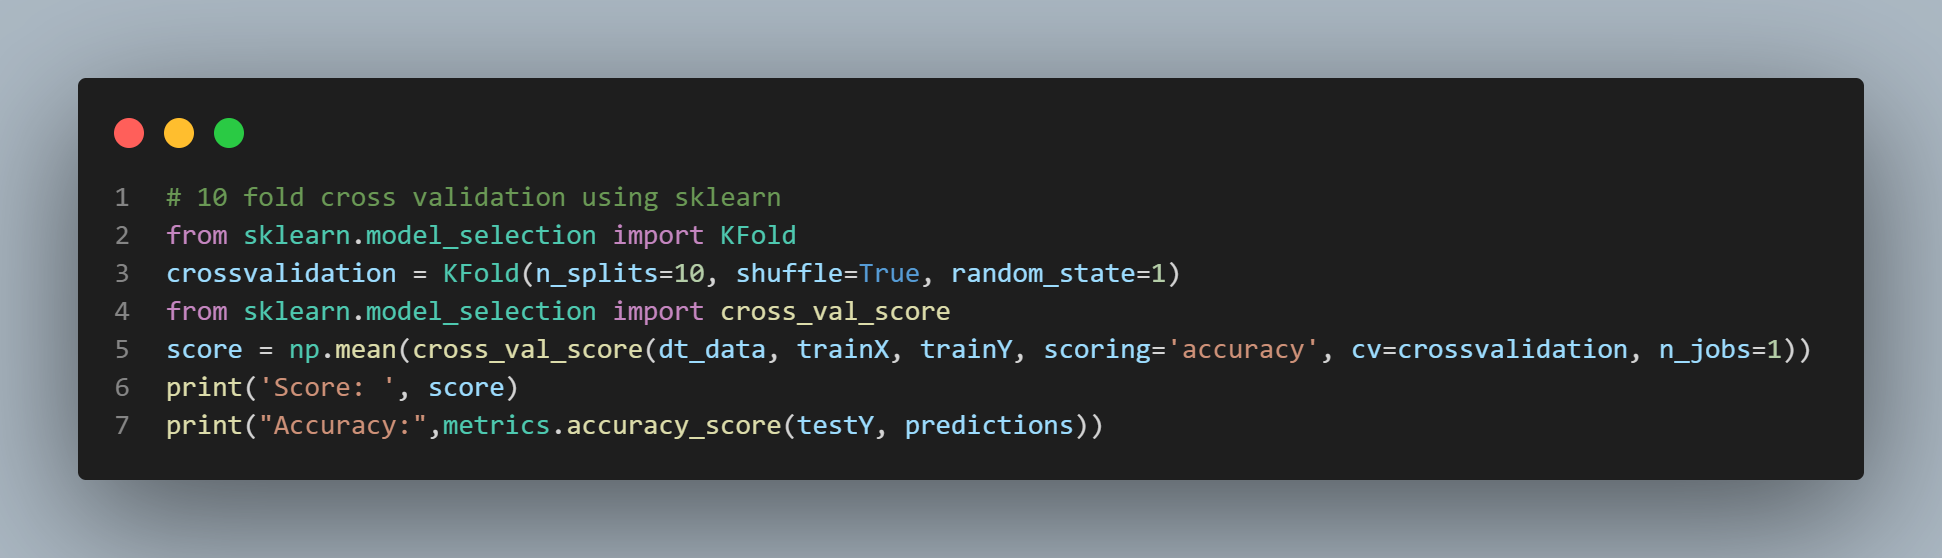 1 # 10 fold cross validation using sklearn
2 from sklearn.model_selection import KFold
3 crossvalidation = KFold(n_splits=10, shuffle=True, random_state=1)
4 from sklearn.model_selection import cross_val_score
5 score = np.mean(cross_val_score(dt_data, trainX, trainY, scoring='accuracy', cv=crossvalidation, n_jobs=1))
6 print('Score: ', score)
7 print("Accuracy:",metrics.accuracy_score(testY, predictions))